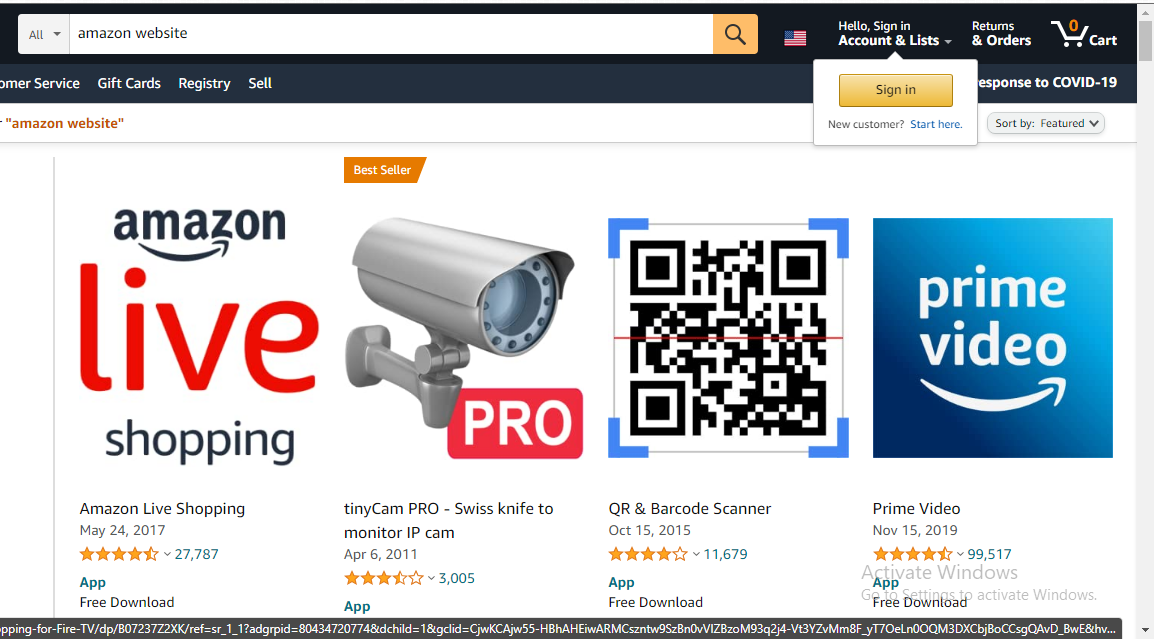 All amazon website
Hello, Sign in
Account & Lists
Returns
& Orders
0
Cart
omer Service Gift Cards Registry Sell
esponse to COVID-19
Sign in
New customer? Start here.
"amazon website"
Sort by: Featured
Best Seller
amazon
live
shopping
PRO
prime
video
Amazon Live Shopping
May 24, 2017
27,787
App
Free Download
tinyCam PRO - Swiss knife to
monitor IP cam
Apr 6, 2011
3,005
App
QR & Barcode Scanner
Oct 15, 2015
11,679
App
Free Download
Prime Video
Nov 15, 2019
99,517
App
Free Download
Activate Windows
Go to Settings to activate Windows.
pping-for-Fire-TV/dp/B07237Z2XK/ref=sr_1_1?adgrpid=80434720774&dchild=1&gclid=CjwKCAjw55-HBhAHEiwARMCszntw9SzBn0vVIZBzoM93q2j4-Vt3YZvMm8F_yT7OeLn0OQM3DXCbjBoCCsgQAvD_BwE&hv...